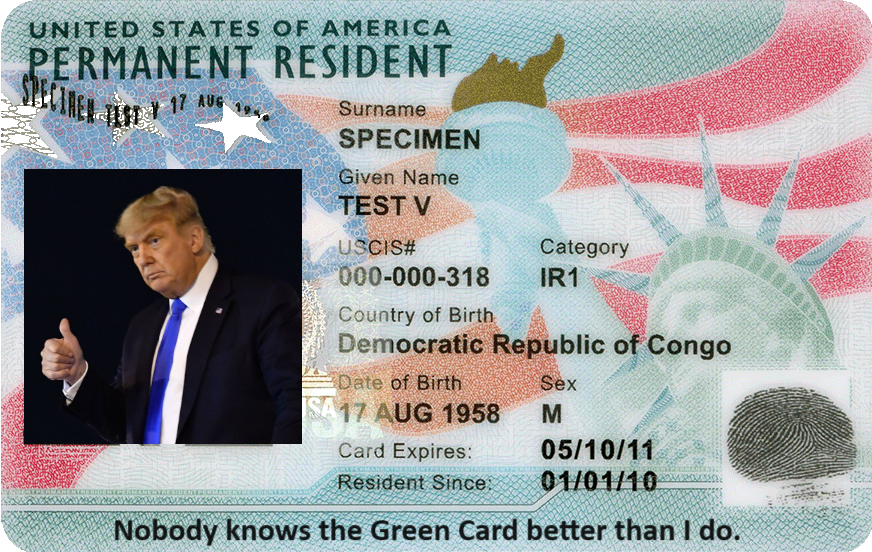 UNITED STATES OF AMERICA
PERMANENT RESIDENT
SPECIMEN TEST V 17 AUG
Surname
SPECIMEN
Given Name
TEST V
USCIS# Category
000-000-318 IR1
Country of Birth
Democratic Republic of Congo
Date of Birth Sex
17 AUG 1958 M
Card Expires: 05/10/11
Resident Since: 01/01/10
Nobody knows the Green Card better than I do.